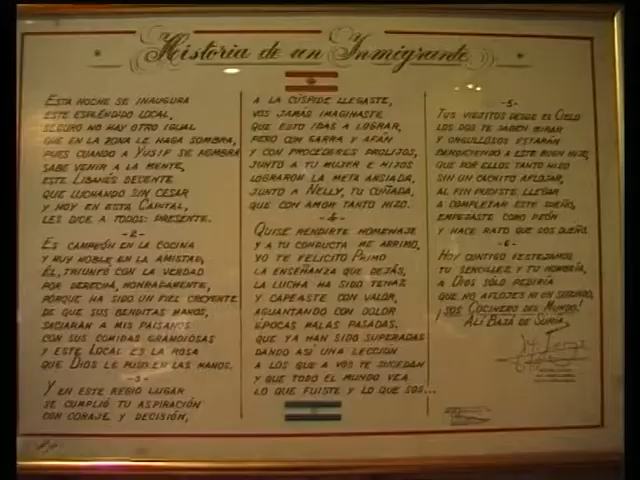 Historia de un Inmigrante
Esta noche se inaugura
este espléndido local,
seguro no hay otro igual
que en la zona le haga sombra,
pues cuando a Yusif se nombra
sabe venir a la mente,
este Libanés decente
que luchando sin cesar
y hoy en esta Capital,
les dice a todos: presente.
-2-
Es campeón en la cocina
y muy noble en la amistad,
Él, triunfó con la verdad
por derecha, honradamente,
porque ha sido un fiel creyente
de que sus benditas manos,
saciarán a mis paisanos
con sus comidas grandiosas
y este Local es la rosa
que Dios le puso en las manos.
-3-
Y en este regio lugar
se cumplió tu aspiración
con coraje y decisión,
a la cúspide llegaste,
vos jamás imaginaste
que esto ibas a lograr,
pero con garra y afán
y con procederes prolijos,
junto a tu mujer e hijos
lograron la meta ansiada,
junto a Nelly, tu cuñada,
que con amor tanto hizo.
-4-
Quise rendirte homenaje
y a tu conducta me arrimo,
yo te felicito Primo
la enseñanza que dejás,
la lucha ha sido tenaz
y capeaste con valor,
aguantando con dolor
épocas malas pasadas,
que ya han sido superadas
dando así una lección
a los que a vos te sucedan
y que todo el mundo vea
lo que fuiste y lo que sos...
-5-
Tus viejitos desde el Cielo
los dos te saben mirar
y orgullosos estarán
bendiciendo a este buen hijo,
que por ellos tanto hizo
sin un cachito aflojar,
al fin pudiste llegar
a completar este sueño,
empezaste como peón
y hace rato que sos dueño.
-6-
Hoy contigo festejamos
tu sencillez y tu hombría,
a Dios sólo pediría
que no aflojes ni un segundo,
¡sos Cocinero del Mundo!
Alí Bajá de Suria.